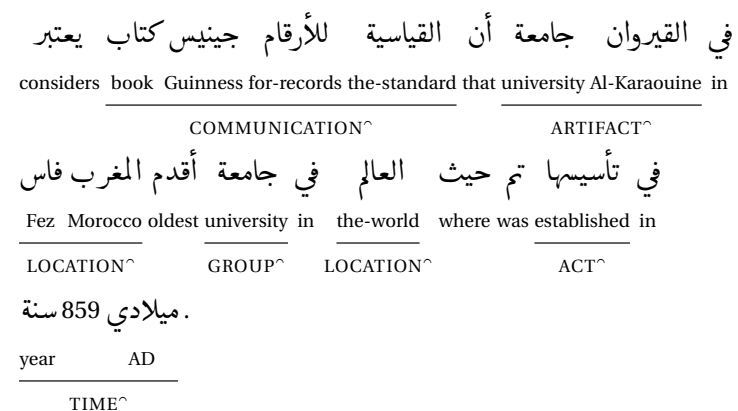 يعتبر كتاب جينيس للأرقام القياسية أن جامعة القيروان في
considers book Guinness for-records the-standard that university Al-Karaouine in
COMMUNICATION^ ARTIFACT^
فاس المغرب أقدم جامعة في العالم حيث تم تأسيسها في
Fez Morocco oldest university in the-world where was established in
LOCATION^ GROUP^ LOCATION^ ACT^
سنة 859 ميلادي .
year AD
TIME^